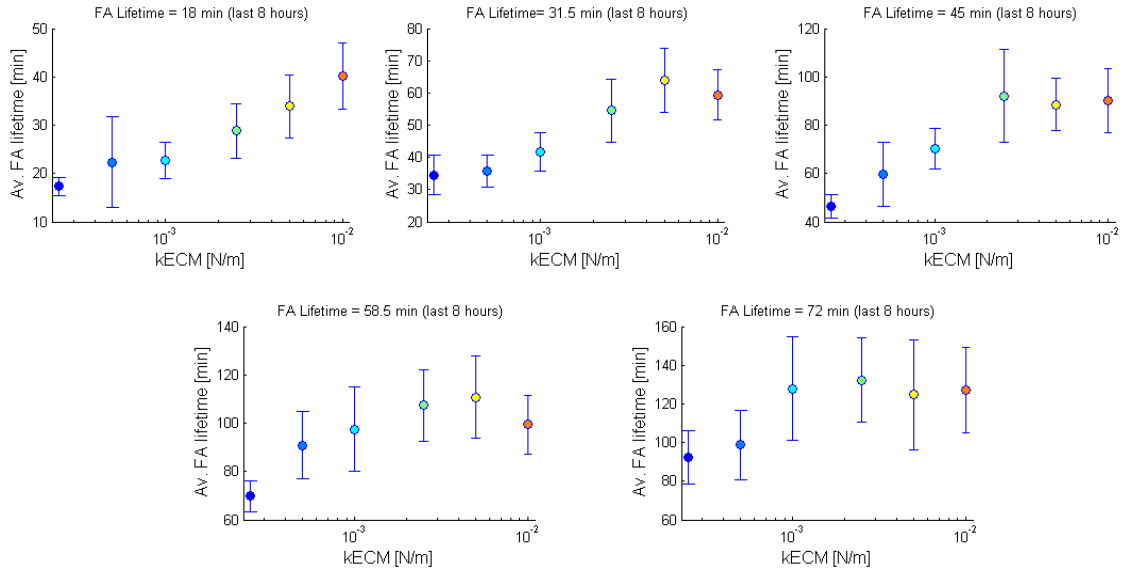 FA Lifetime = 18 min (last 8 hours)
50
40
30
20
10
Av. FA lifetime [min]
10-3
10-2
kECM [N/m]
FA Lifetime= 31.5 min (last 8 hours)
80
70
60
50
40
30
20
Av. FA lifetime [min]
10-3
10-2
kECM [N/m]
FA Lifetime = 45 min (last 8 hours)
120
100
80
60
40
Av. FA lifetime [min]
10-3
10-2
kECM [N/m]
FA Lifetime = 58.5 min (last 8 hours)
140
120
100
80
60
Av. FA lifetime [min]
10-3
10-2
kECM [N/m]
FA Lifetime = 72 min (last 8 hours)
160
140
120
100
80
60
Av. FA lifetime [min]
10-3
10-2
kECM [N/m]